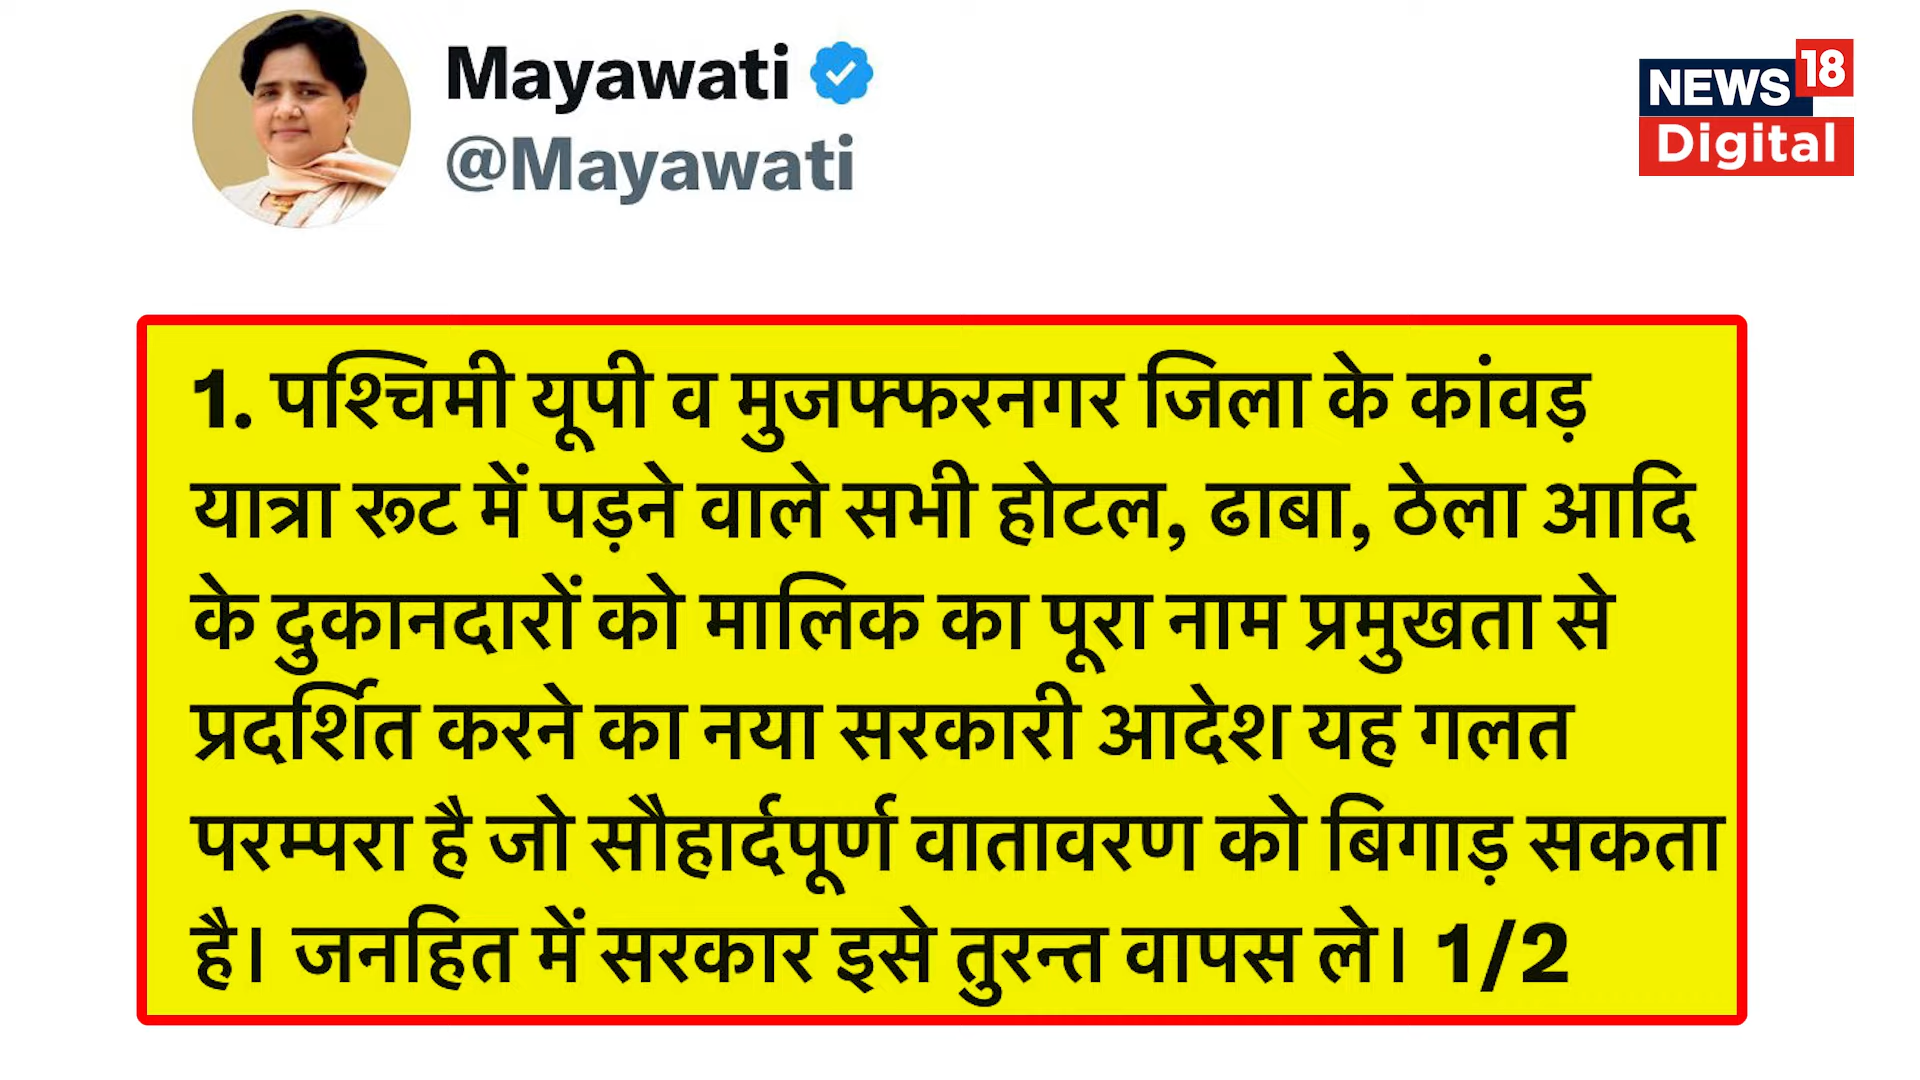 Mayawati
@Mayawati
NEWS 18
Digital
1. पश्चिमी यूपी व मुजफ्फरनगर जिला के कांवड़
यात्रा रूट में पड़ने वाले सभी होटल, ढाबा, ठेला आदि
के दुकानदारों को मालिक का पूरा नाम प्रमुखता से
प्रदर्शित करने का नया सरकारी आदेश यह गलत
परम्परा है जो सौहार्दपूर्ण वातावरण को बिगाड़ सकता
है। जनहित में सरकार इसे तुरन्त वापस ले। 1/2